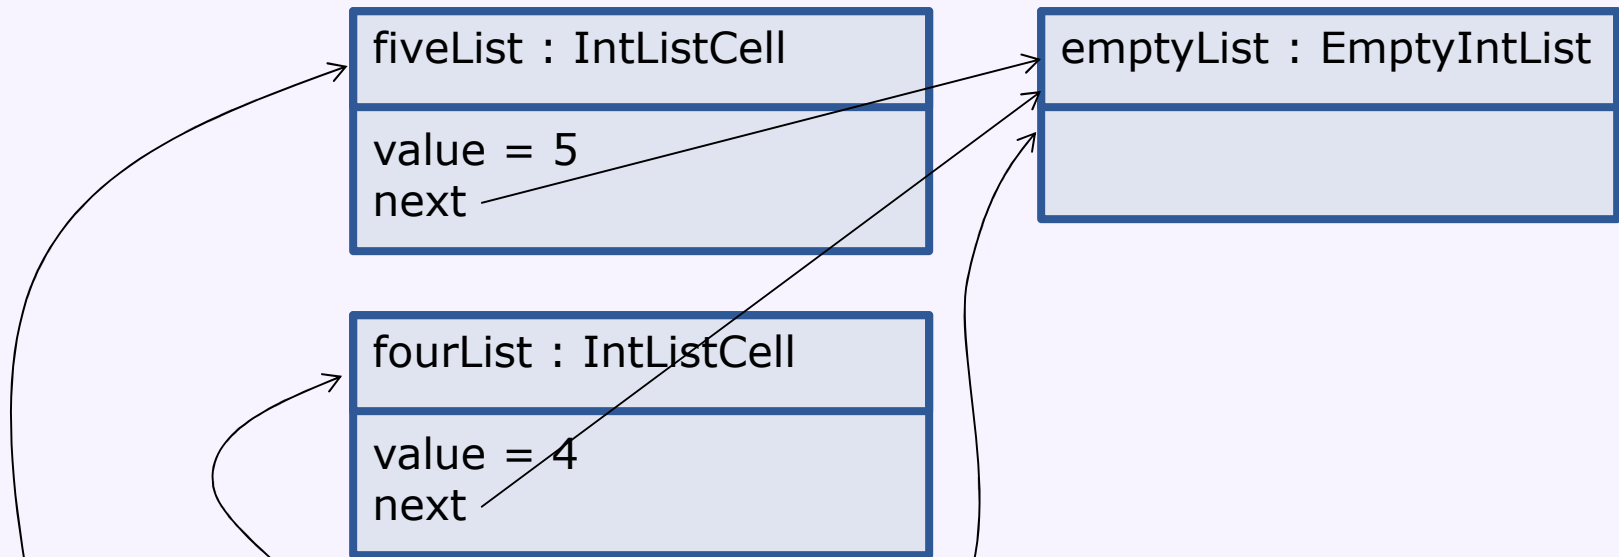 fiveList : IntListCell
value = 5
next
emptyList : EmptyIntList
fourList : IntListCell
value = 4
next